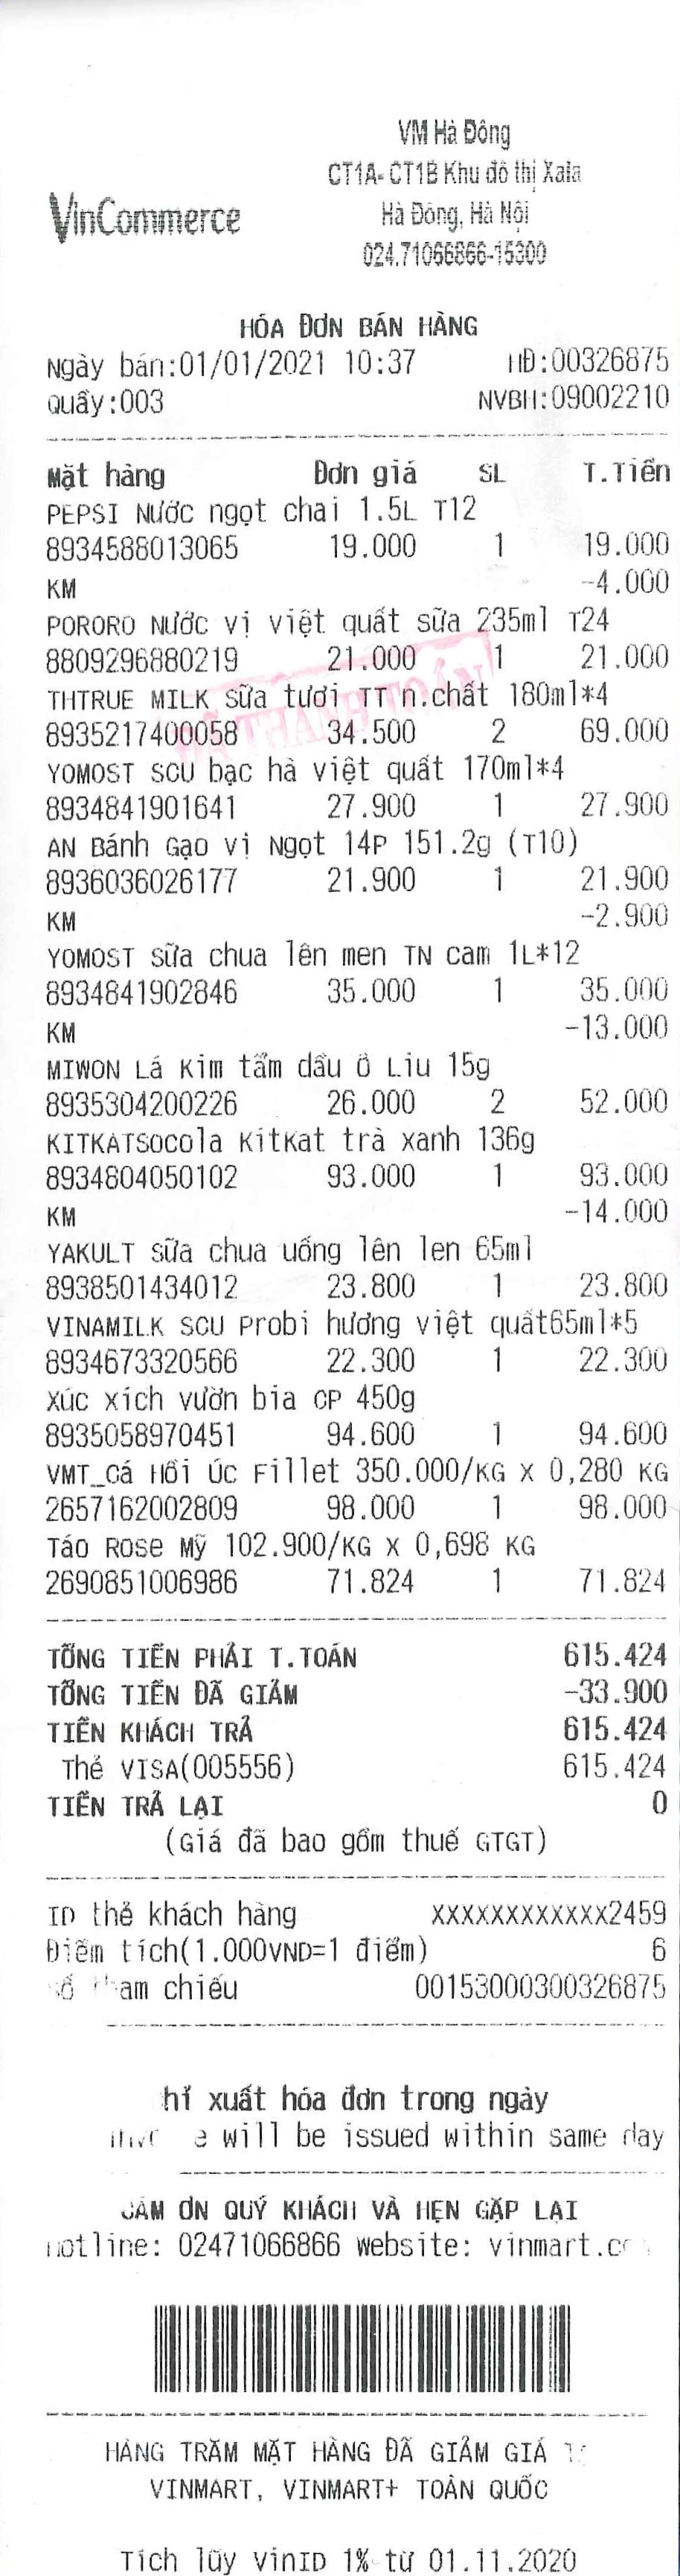 VinCommerce
VM Hà Đông
CT1A- CT1B Khu đô thị Xala
Hà Đông, Hà Nội
024.71066866-15300
HÓA ĐƠN BÁN HÀNG
Ngày bán:01/01/2021 10:37 HĐ:00326875
Quầy:003 NVBH:09002210
Mặt hàng Đơn giá SL T.Tiền
PEPSI Nước ngọt chai 1.5L T12
8934588013065 19.000 1 19.000
KM -4.000
PORORO Nước vị việt quất sữa 235ml T24
8809296880219 21.000 1 21.000
THTRUE MILK sữa tươi TT n.chất 180ml*4
8935217400058 34.500 2 69.000
ĐÃ THANH TOÁN
YOMOST SCU bạc hà việt quất 170ml*4
8934841901641 27.900 1 27.900
AN Bánh Gạo vị Ngọt 14P 151.2g (T10)
8936036026177 21.900 1 21.900
KM -2.900
YOMOST sữa chua lên men TN cam 1L*12
8934841902846 35.000 1 35.000
KM -13.000
MIWON Lá Kim tẩm dầu Ô Liu 15g
8935304200226 26.000 2 52.000
KITKATSocola KitKat trà xanh 136g
8934804050102 93.000 1 93.000
KM -14.000
YAKULT sữa chua uống lên len 65ml
8938501434012 23.800 1 23.800
VINAMILK SCU Probi hương việt quất65ml*5
8934673320566 22.300 1 22.300
Xúc xích vườn bia CP 450g
8935058970451 94.600 1 94.600
VMT_Cá Hồi Úc Fillet 350.000/KG X 0,280 KG
2657162002809 98.000 1 98.000
Táo Rose Mỹ 102.900/KG X 0,698 KG
2690851006986 71.824 1 71.824
TỔNG TIỀN PHẢI T.TOÁN 615.424
TỔNG TIỀN ĐÃ GIẢM -33.900
TIỀN KHÁCH TRẢ 615.424
Thẻ VISA(005556) 615.424
TIỀN TRẢ LẠI 0
(Giá đã bao gồm thuế GTGT)
ID thẻ khách hàng XXXXXXXXXXXX2459
Điểm tích(1.000VND=1 điểm) 6
Số tham chiếu 00153000300326875
hỉ xuất hóa đơn trong ngày
will be issued within same day
CẢM ƠN QUÝ KHÁCH VÀ HẸN GẶP LẠI
Hotline: 02471066866 Website: vinmart.c
HÀNG TRĂM MẶT HÀNG ĐÃ GIẢM GIÁ
VINMART, VINMART+ TOÀN QUỐC
Tích lũy VinID 1% từ 01.11.2020